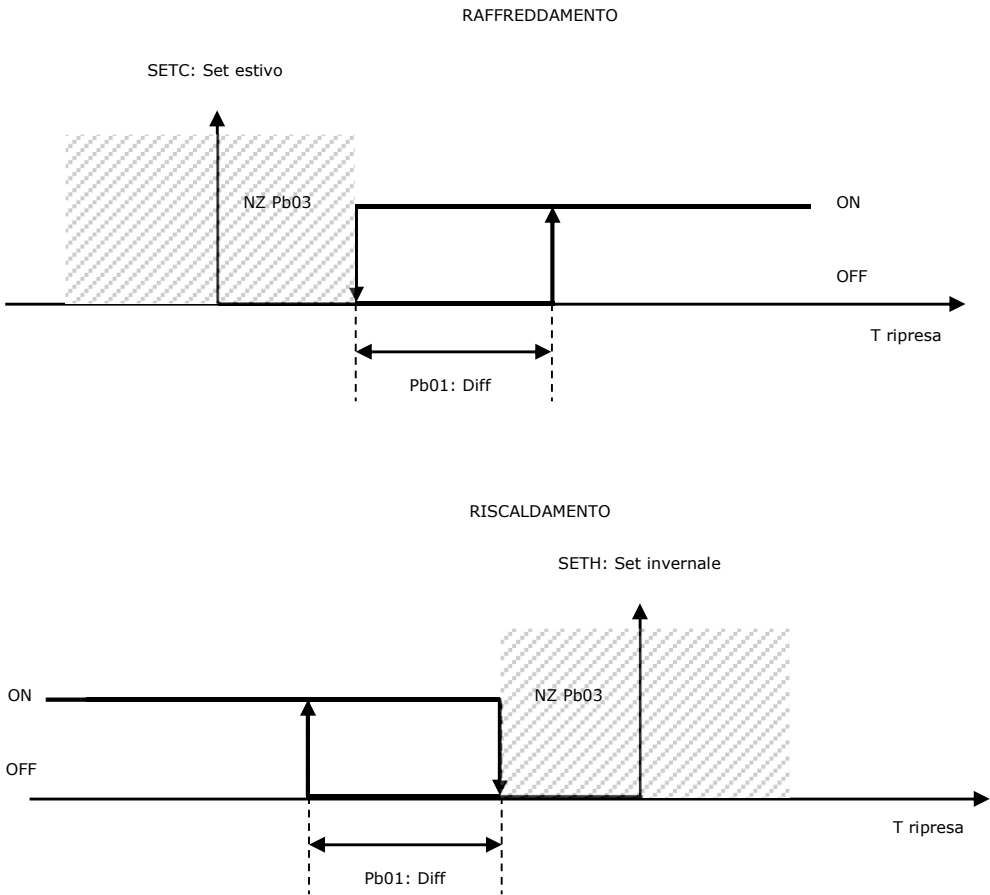 RAFFREDDAMENTO
SETC: Set estivo
NZ Pb03
ON
OFF
T ripresa
Pb01: Diff
RISCALDAMENTO
SETH: Set invernale
ON
NZ Pb03
OFF
T ripresa
Pb01: Diff